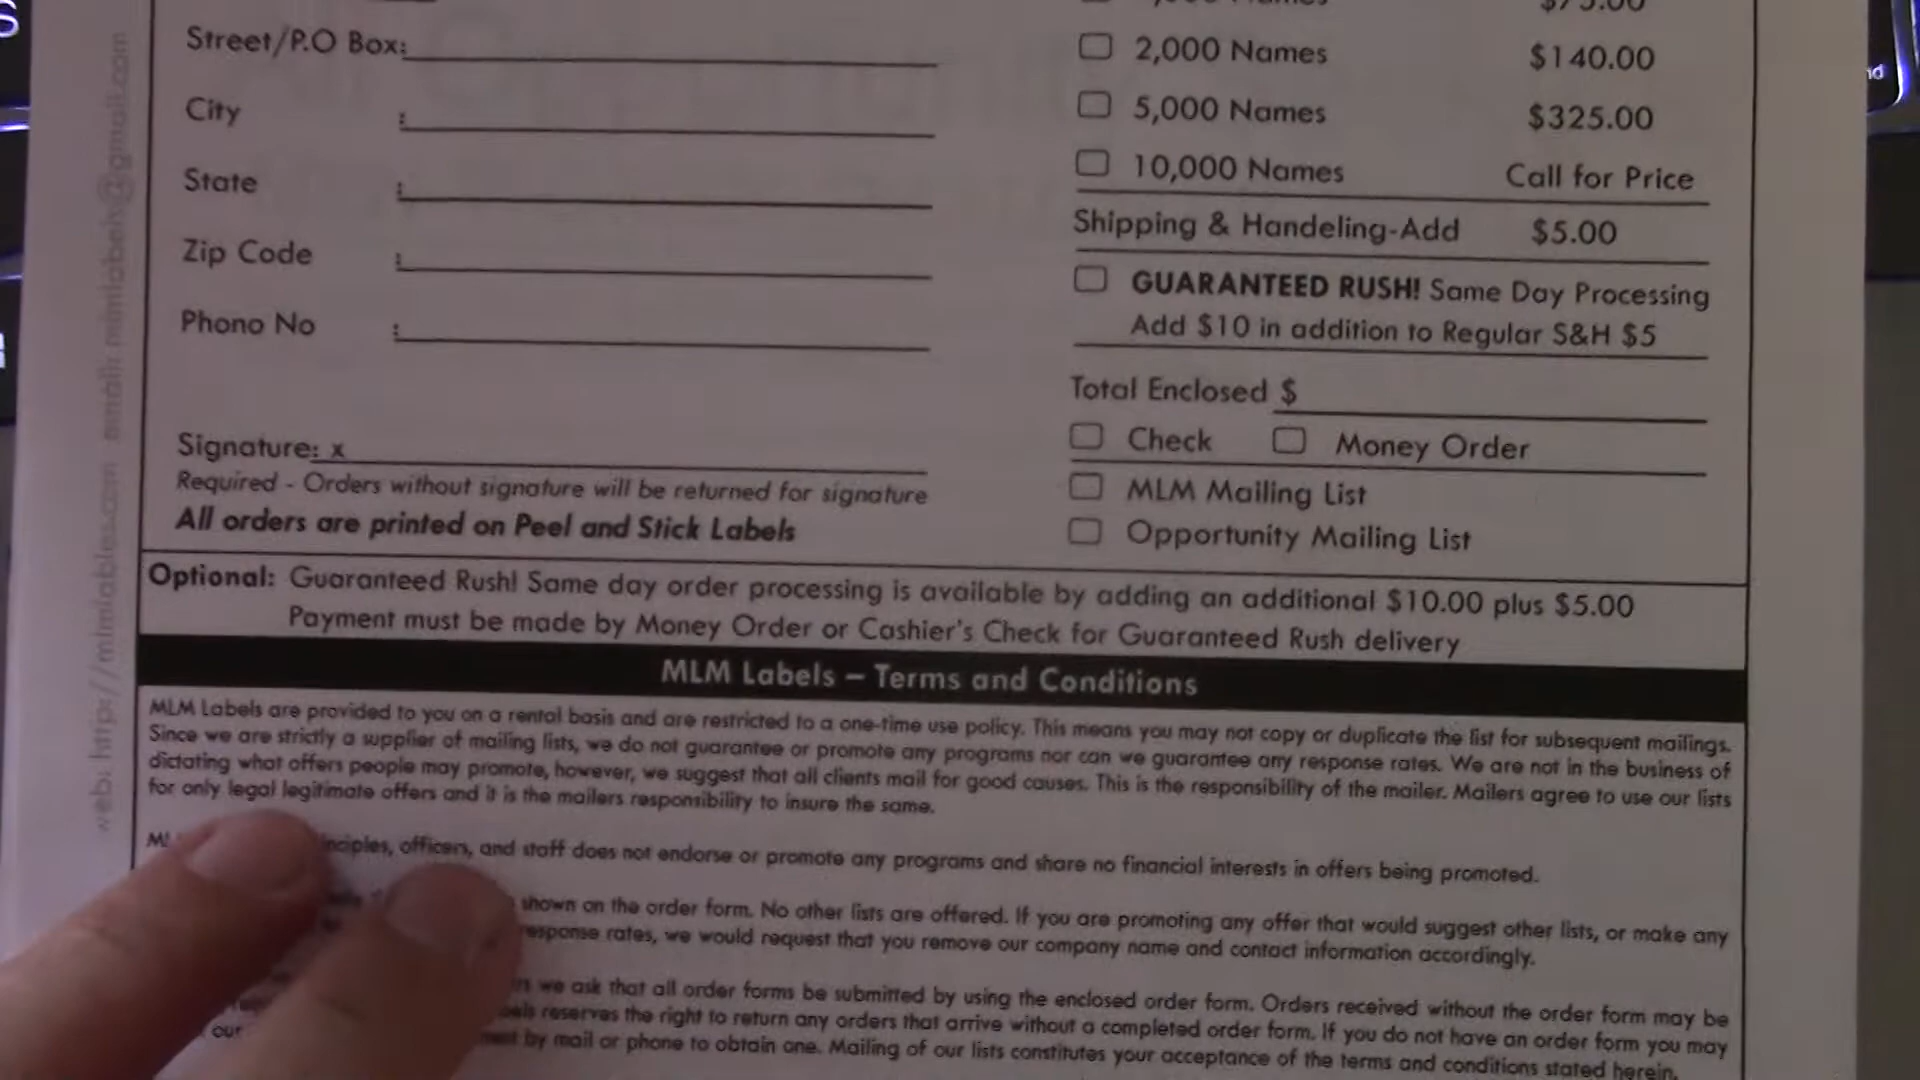 Street/P.O Box:
City :
State :
Zip Code :
Phono No :
Signature: x
Required - Orders without signature will be returned for signature
All orders are printed on Peel and Stick Labels
2,000 Names $140.00
5,000 Names $325.00
10,000 Names Call for Price
Shipping & Handeling-Add $5.00
GUARANTEED RUSH! Same Day Processing
Add $10 in addition to Regular S&H $5
Total Enclosed $
Check Money Order
MLM Mailing List
Opportunity Mailing List
Optional: Guaranteed Rush! Same day order processing is available by adding an additional $10.00 plus $5.00
Payment must be made by Money Order or Cashier's Check for Guaranteed Rush delivery
MLM Labels – Terms and Conditions
MLM Labels are provided to you on a rental basis and are restricted to a one-time use policy. This means you may not copy or duplicate the list for subsequent mailings.
Since we are strictly a supplier of mailing lists, we do not guarantee or promote any programs nor can we guarantee any response rates. We are not in the business of
dictating what offers people may promote, however, we suggest that all clients mail for good causes. This is the responsibility of the mailer. Mailers agree to use our lists
for only legal legitimate offers and it is the mailers responsibility to insure the same.
officers, and staff does not endorse or promote any programs and share no financial interests in offers being promoted.
shown on the order form. No other lists are offered. If you are promoting any offer that would suggest other lists, or make any
response rates, we would request that you remove our company name and contact information accordingly.
we ask that all order forms be submitted by using the enclosed order form. Orders received without the order form may be
reserves the right to return any orders that arrive without a completed order form. If you do not have an order form you may
our by mail or phone to obtain one. Mailing of our lists constitutes your acceptance of the terms and conditions stated herein.